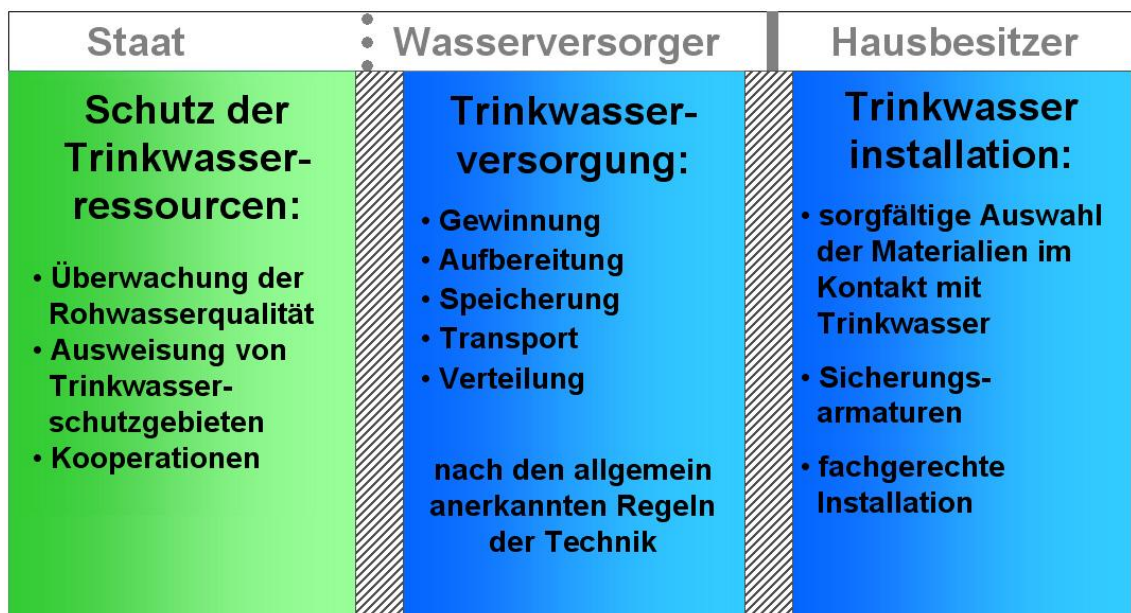 Staat
Wasserversorger
Hausbesitzer
Schutz der
Trinkwasser-
ressourcen:
• Überwachung der
Rohwasserqualität
• Ausweisung von
Trinkwasser-
schutzgebieten
• Kooperationen
Trinkwasser-
versorgung:
• Gewinnung
• Aufbereitung
• Speicherung
• Transport
• Verteilung
nach den allgemein
anerkannten Regeln
der Technik
Trinkwasser
installation:
• sorgfältige Auswahl
der Materialien im
Kontakt mit
Trinkwasser
• Sicherungs-
armaturen
• fachgerechte
Installation